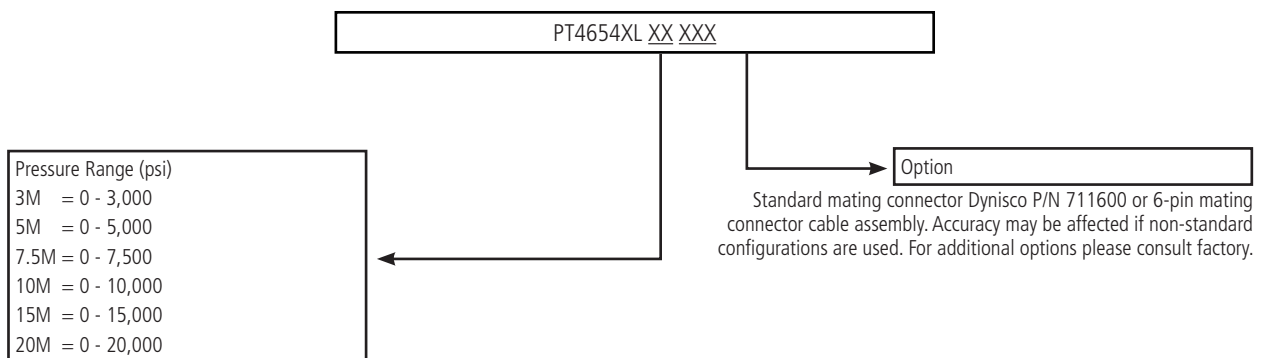 PT4654XL XX XXX
Pressure Range (psi)
3M = 0 - 3,000
5M = 0 - 5,000
7.5M = 0 - 7,500
10M = 0 - 10,000
15M = 0 - 15,000
20M = 0 - 20,000
Option
Standard mating connector Dynisco P/N 711600 or 6-pin mating
connector cable assembly. Accuracy may be affected if non-standard
configurations are used. For additional options please consult factory.